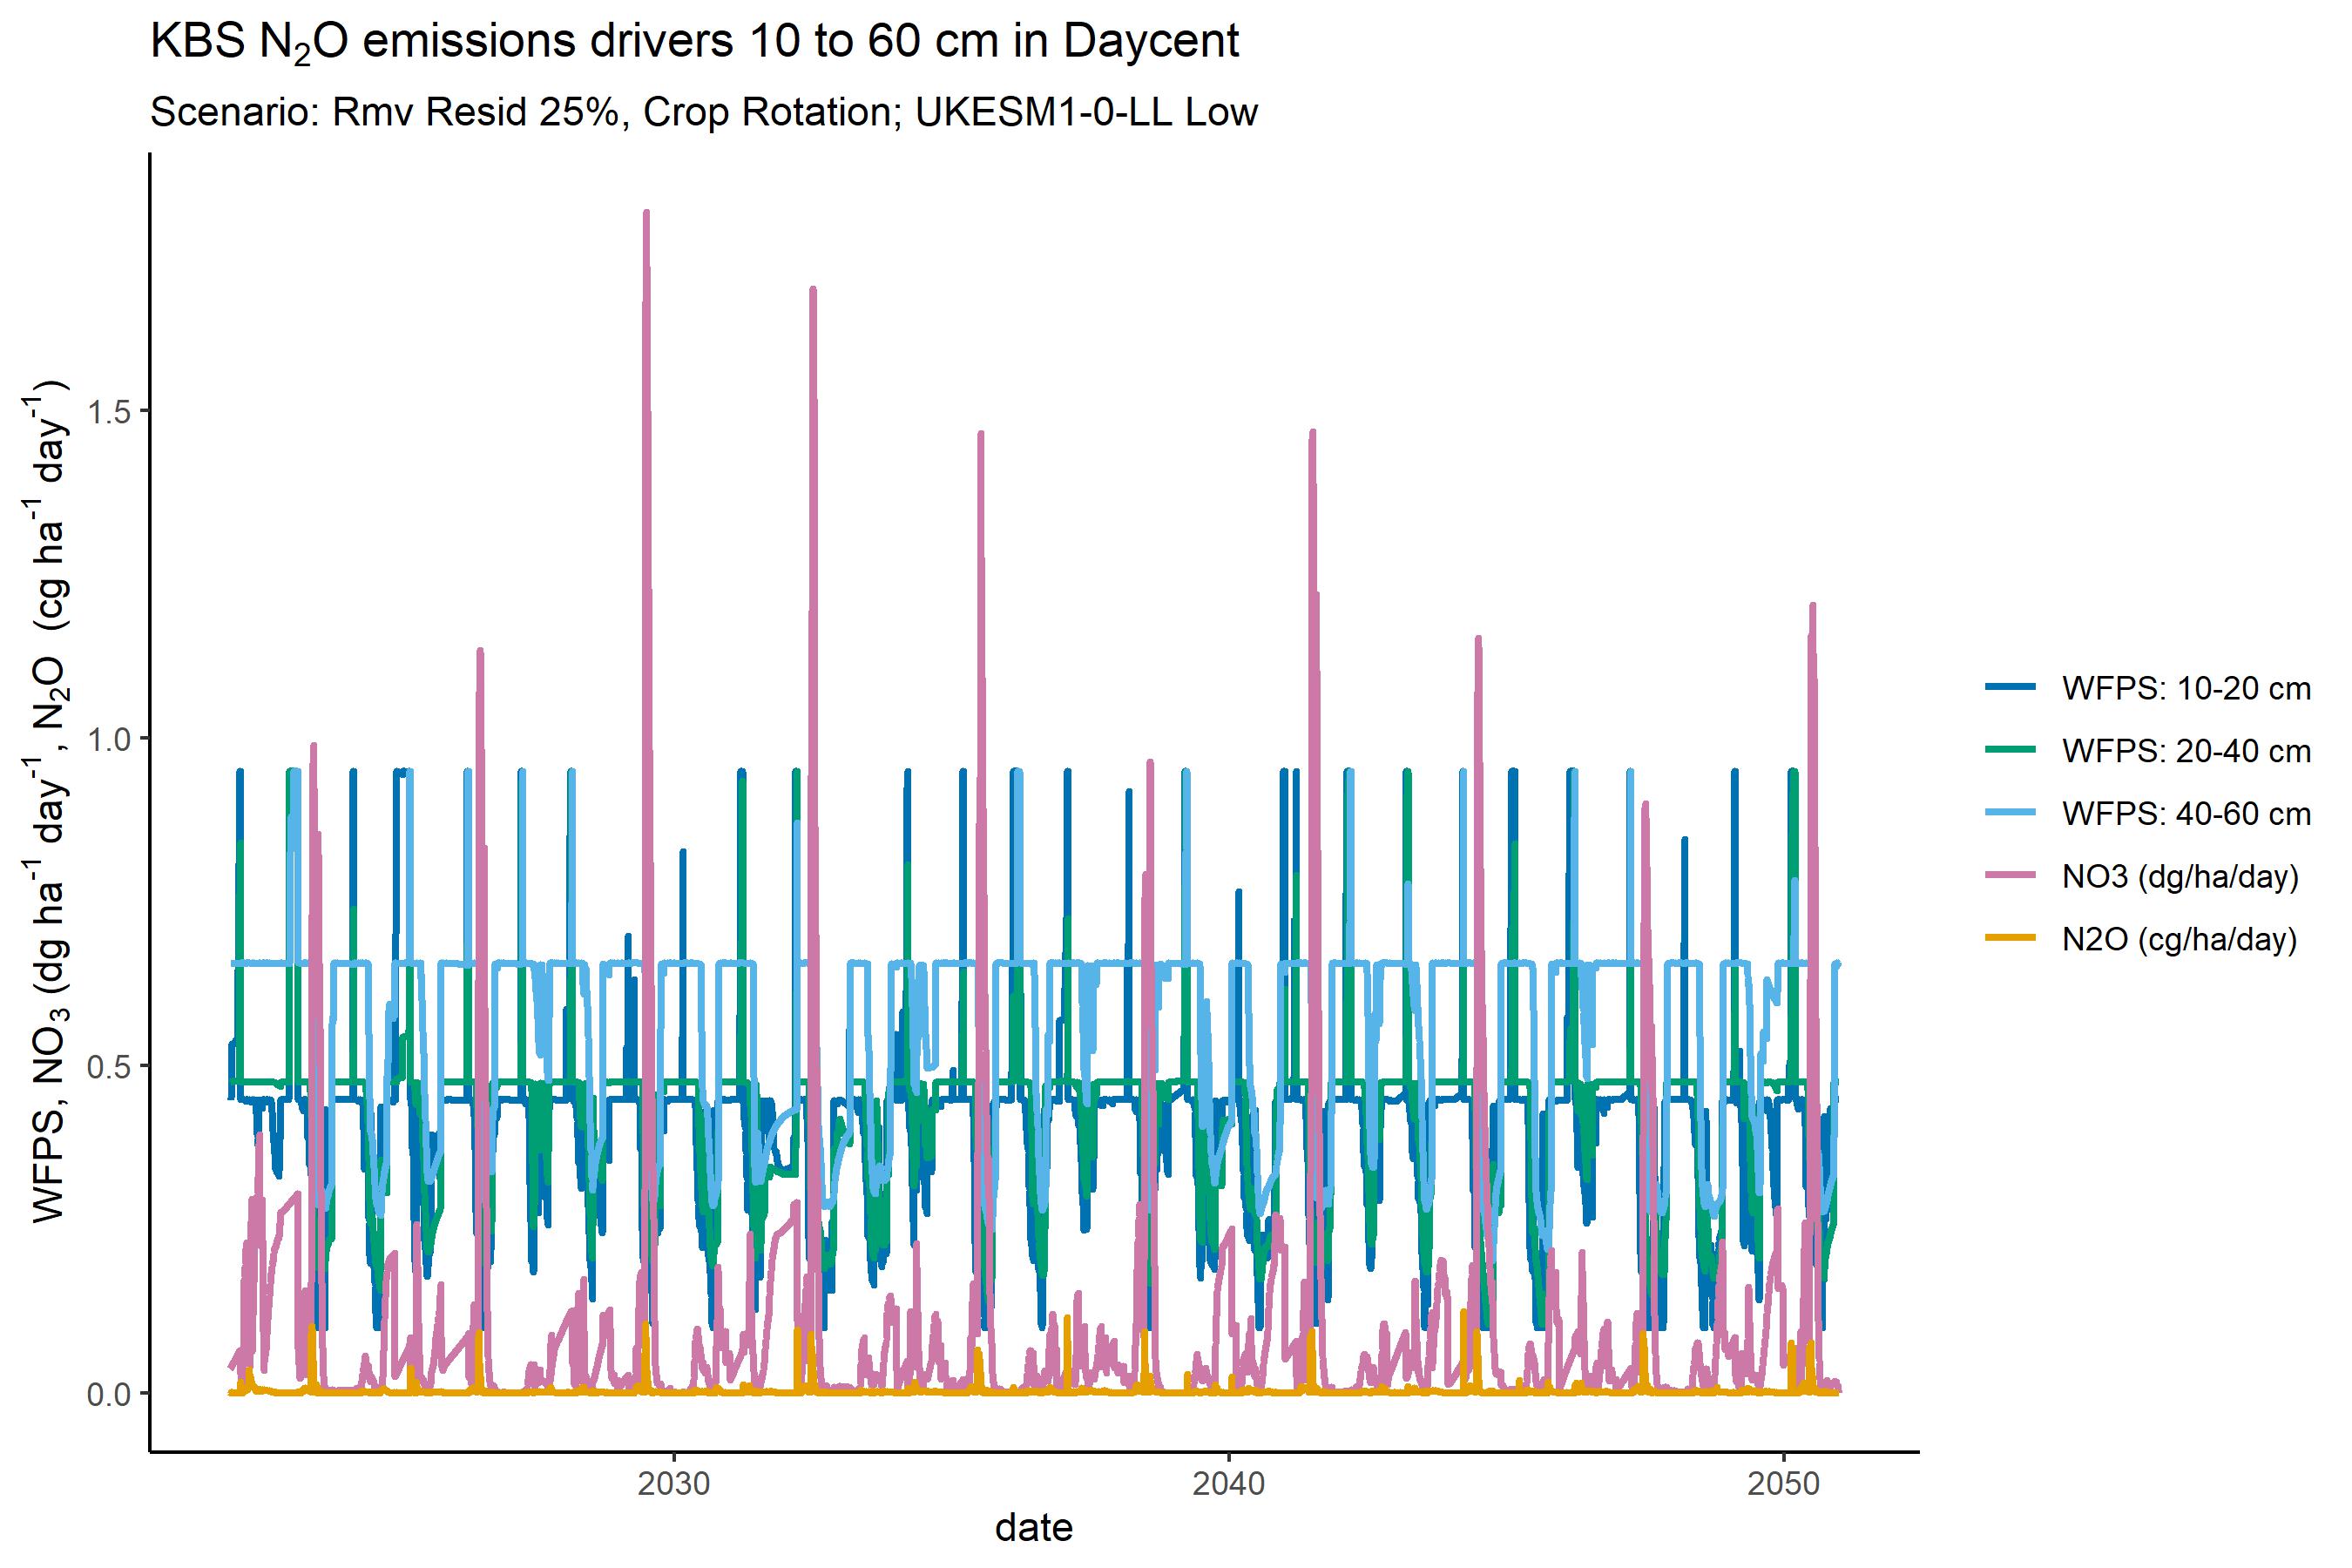 KBS N₂O emissions drivers 10 to 60 cm in Daycent
Scenario: Rmv Resid 25%, Crop Rotation; UKESM1-0-LL Low
WFPS, NO₃ (dg ha⁻¹ day⁻¹, N₂O (cg ha⁻¹ day⁻¹)
1.5
1.0
0.5
0.0
2030
2040
2050
date
WFPS: 10-20 cm
WFPS: 20-40 cm
WFPS: 40-60 cm
NO3 (dg/ha/day)
N2O (cg/ha/day)